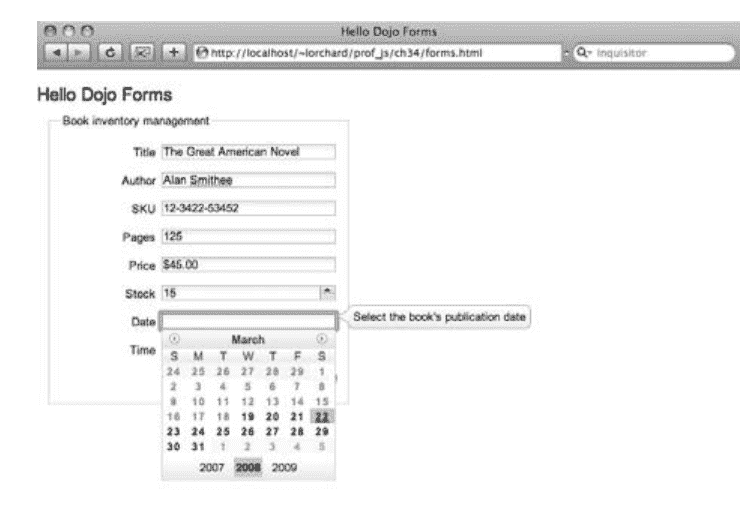 Hello Dojo Forms
http://localhost/~lorchard/prof_js/ch34/forms.html
Inquisitor
Hello Dojo Forms
Book inventory management
Title The Great American Novel
Author Alan Smithee
SKU 12-3422-53452
Pages 125
Price $45.00
Stock 15
Date Select the book's publication date
Time
March
S M T W T F S
24 25 26 27 28 29 1
2 3 4 5 6 7 8
9 10 11 12 13 14 15
16 17 18 19 20 21 22
23 24 25 26 27 28 29
30 31 1 2 3 4 5
2007 2008 2009